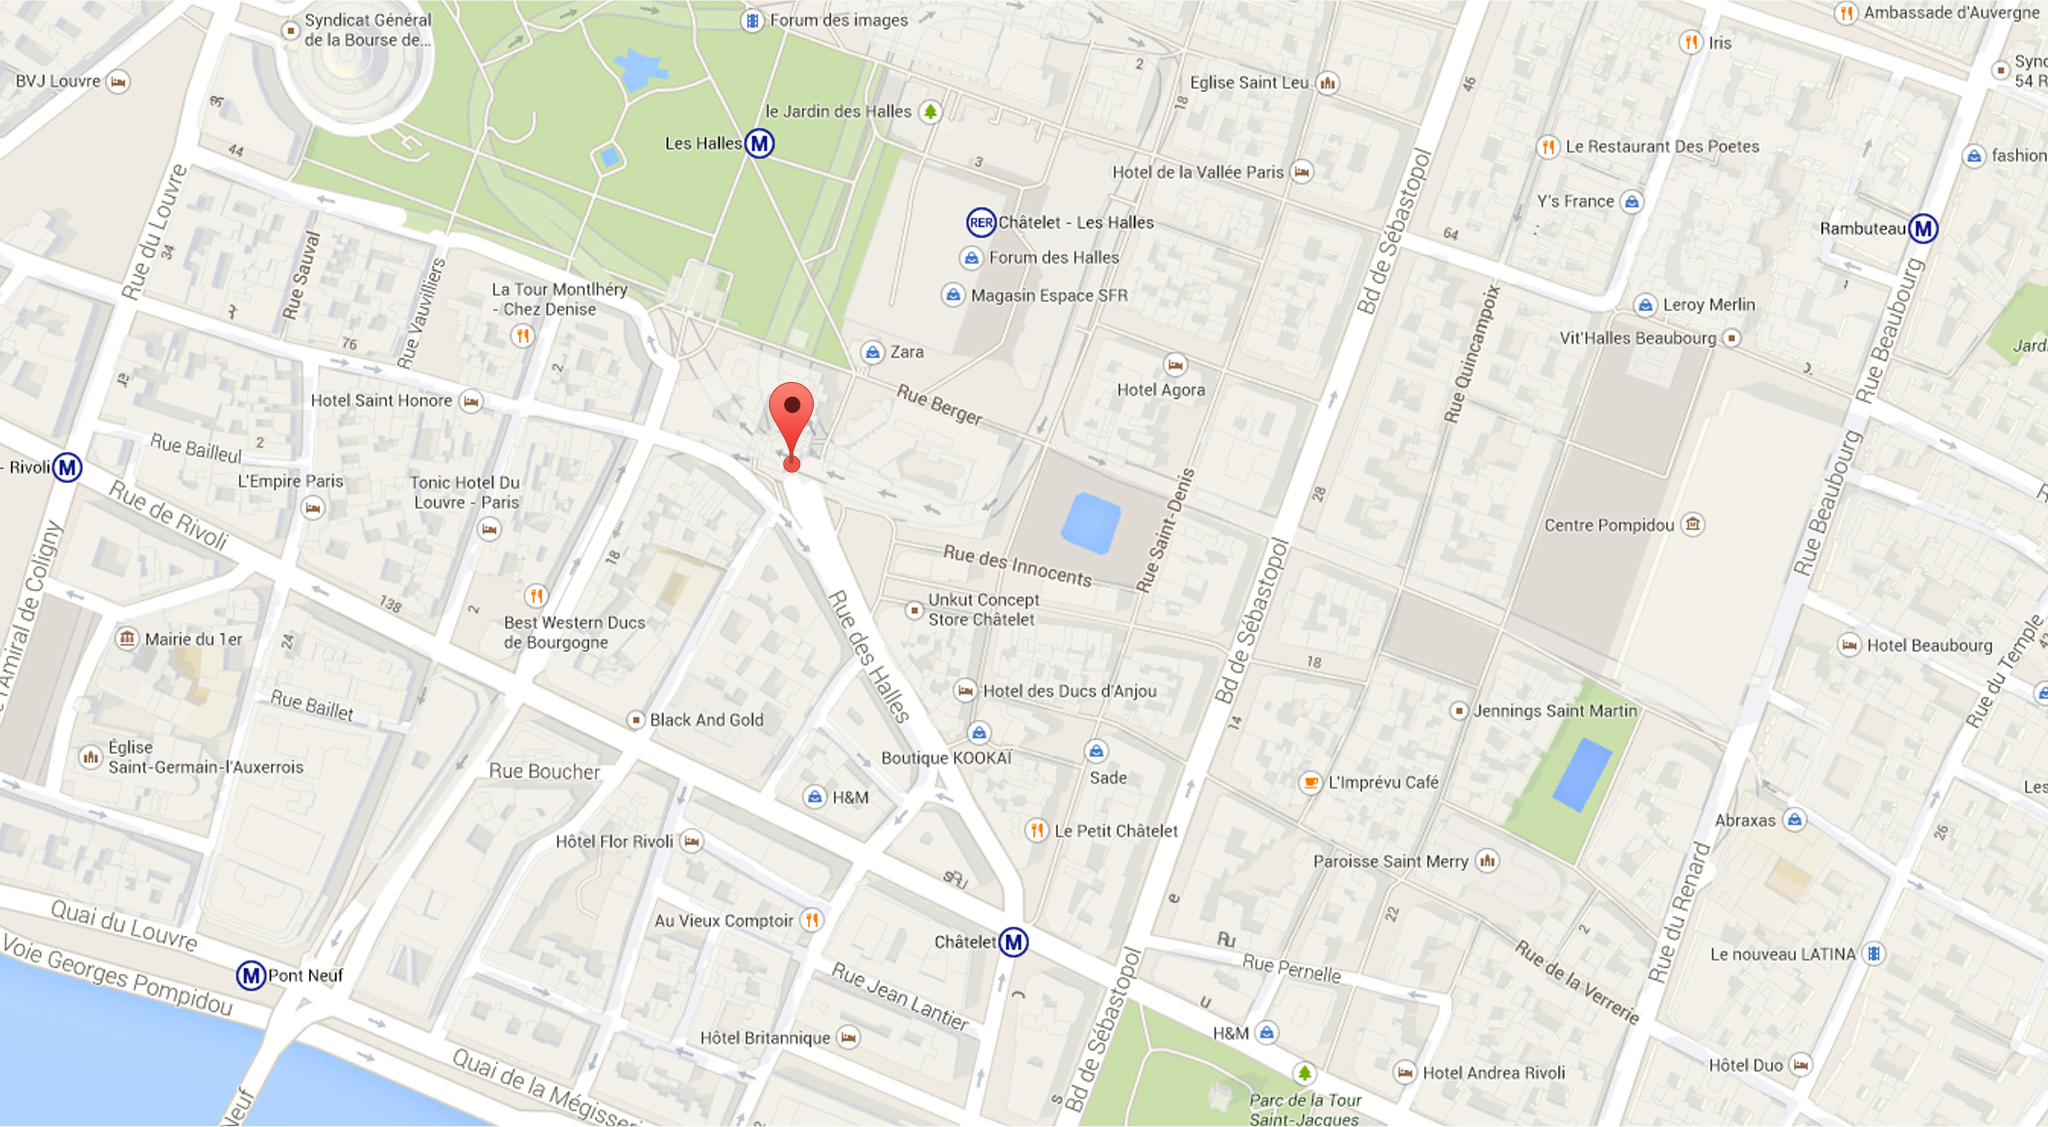 Syndicat Général
de la Bourse de...
Forum des images
Ambassade d'Auvergne
Iris
BVJ Louvre
2
46
54 R
Eglise Saint Leu
le Jardin des Halles
18
Les Halles
M
44
3
Le Restaurant Des Poetes
fashion
Hotel de la Vallée Paris
Y's France
RER
Châtelet - Les Halles
64
Rambuteau
M
Rue du Louvre
34
Rue Sauval
Rue Vauvilliers
Forum des Halles
Magasin Espace SFR
Bd de Sébastopol
La Tour Montlhéry
- Chez Denise
Leroy Merlin
Vit'Halles Beaubourg
Rue Quincampoix
Rue Beaubourg
76
Zara
2
Hotel Agora
Rue Berger
Hotel Saint Honore
Rue Bailleul
2
- Rivoli
M
L'Empire Paris
Tonic Hotel Du
Louvre - Paris
Rue de Rivoli
28
Rue Saint-Denis
Centre Pompidou
Rue Beaubourg
18
Rue des Innocents
l'Amiral de Coligny
138
2
Best Western Ducs
de Bourgogne
Unkut Concept
Store Châtelet
Rue des Halles
Bd de Sébastopol
Mairie du 1er
24
18
Hotel Beaubourg
Rue du Temple
Rue Baillet
Hotel des Ducs d'Anjou
Black And Gold
14
Jennings Saint Martin
Église
Saint-Germain-l'Auxerrois
Rue Boucher
Boutique KOOKAÏ
Sade
L'Imprévu Café
Les
H&M
Abraxas
26
Hôtel Flor Rivoli
Le Petit Châtelet
Paroisse Saint Merry
Rue du Renard
Quai du Louvre
Au Vieux Comptoir
22
2
Châtelet
M
Rue Pernelle
Rue de la Verrerie
Le nouveau LATINA
Voie Georges Pompidou
M
Pont Neuf
Rue Jean Lantier
Bd de Sébastopol
Hôtel Britannique
H&M
Hôtel Duo
Quai de la Mégisseri
Hotel Andrea Rivoli
Neuf
Parc de la Tour
Saint-Jacques